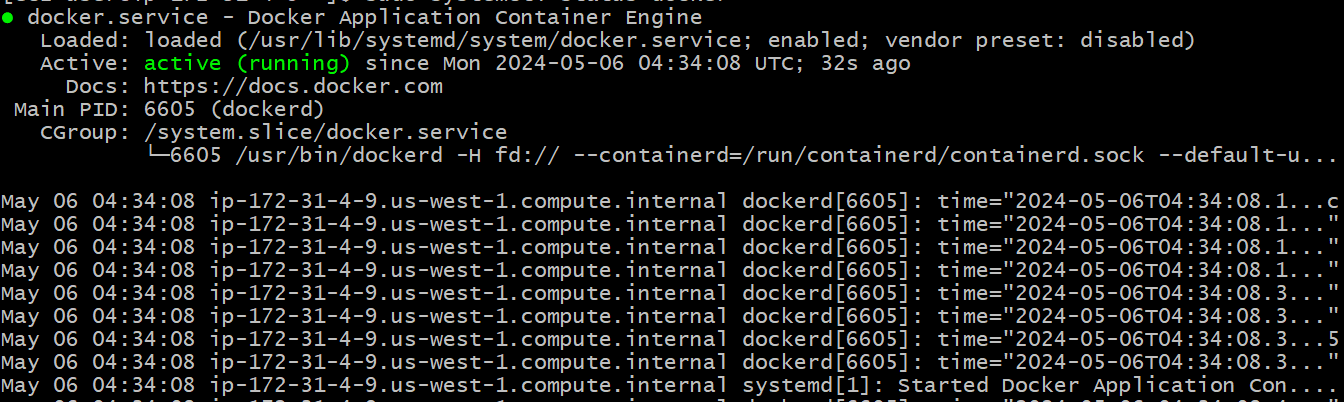 ● docker.service - Docker Application Container Engine
Loaded: loaded (/usr/lib/systemd/system/docker.service; enabled; vendor preset: disabled)
Active: active (running) since Mon 2024-05-06 04:34:08 UTC; 32s ago
Docs: https://docs.docker.com
Main PID: 6605 (dockerd)
CGroup: /system.slice/docker.service
└─6605 /usr/bin/dockerd -H fd:// --containerd=/run/containerd/containerd.sock --default-u...
May 06 04:34:08 ip-172-31-4-9.us-west-1.compute.internal dockerd[6605]: time="2024-05-06T04:34:08.1...c
May 06 04:34:08 ip-172-31-4-9.us-west-1.compute.internal dockerd[6605]: time="2024-05-06T04:34:08.1..."
May 06 04:34:08 ip-172-31-4-9.us-west-1.compute.internal dockerd[6605]: time="2024-05-06T04:34:08.1..."
May 06 04:34:08 ip-172-31-4-9.us-west-1.compute.internal dockerd[6605]: time="2024-05-06T04:34:08.1..."
May 06 04:34:08 ip-172-31-4-9.us-west-1.compute.internal dockerd[6605]: time="2024-05-06T04:34:08.3..."
May 06 04:34:08 ip-172-31-4-9.us-west-1.compute.internal dockerd[6605]: time="2024-05-06T04:34:08.3..."
May 06 04:34:08 ip-172-31-4-9.us-west-1.compute.internal dockerd[6605]: time="2024-05-06T04:34:08.3...5
May 06 04:34:08 ip-172-31-4-9.us-west-1.compute.internal dockerd[6605]: time="2024-05-06T04:34:08.3..."
May 06 04:34:08 ip-172-31-4-9.us-west-1.compute.internal systemd[1]: Started Docker Application Con....